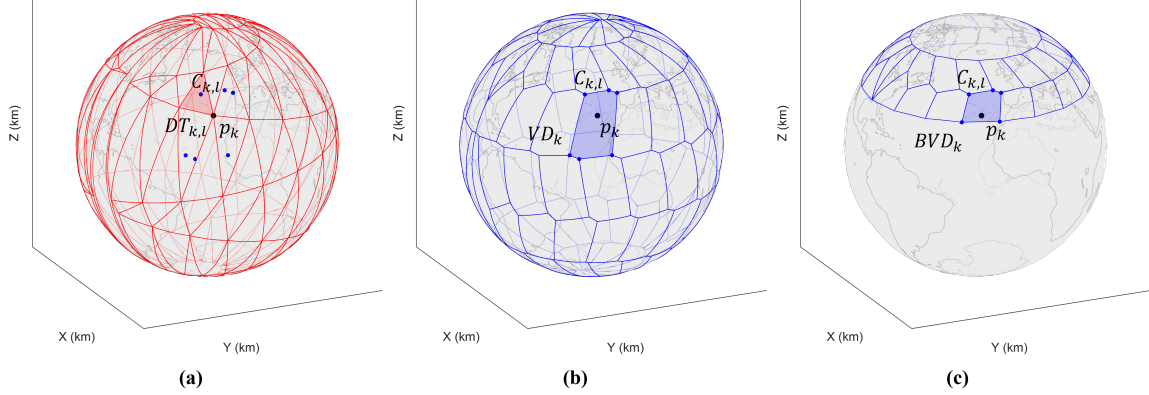 Z (km)
X (km)
Y (km)
C_{k,l}
DT_{k,l}
p_k
(a)
Z (km)
X (km)
Y (km)
C_{k,l}
VD_k
p_k
(b)
Z (km)
X (km)
Y (km)
C_{k,l}
BVD_k
p_k
(c)